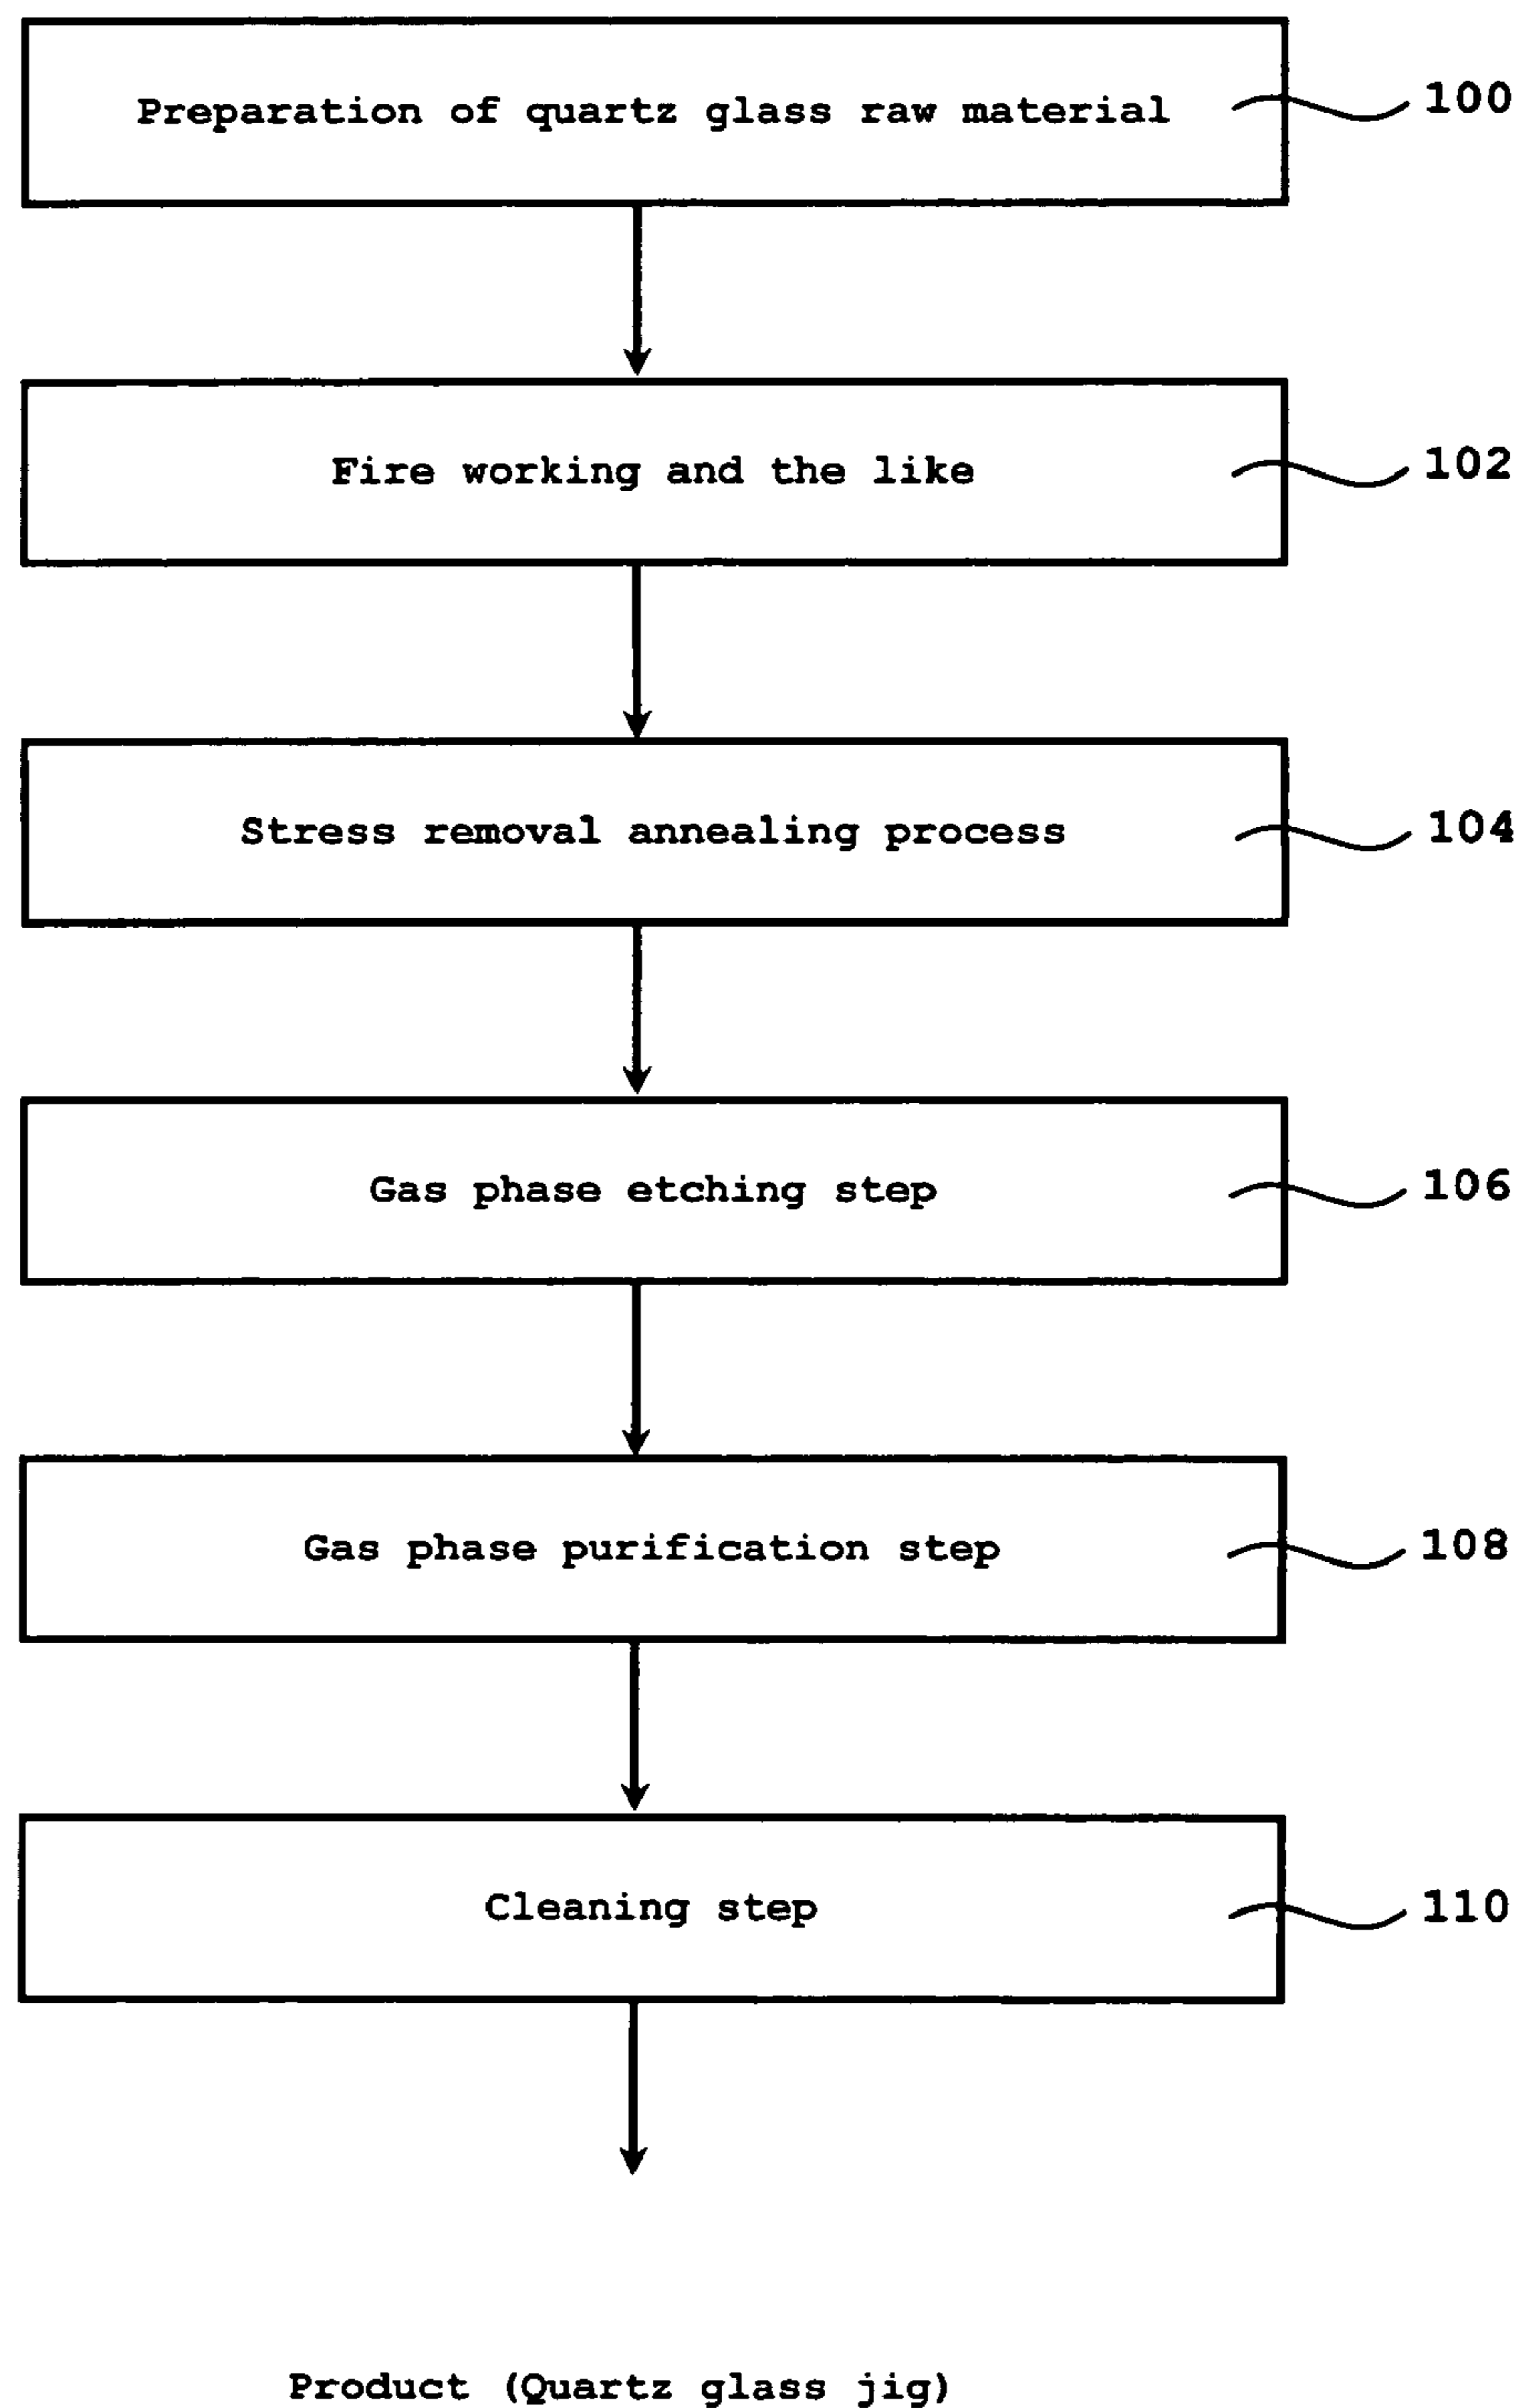 Preparation of quartz glass raw material 100
Fire working and the like 102
Stress removal annealing process 104
Gas phase etching step 106
Gas phase purification step 108
Cleaning step 110
Product (Quartz glass jig)